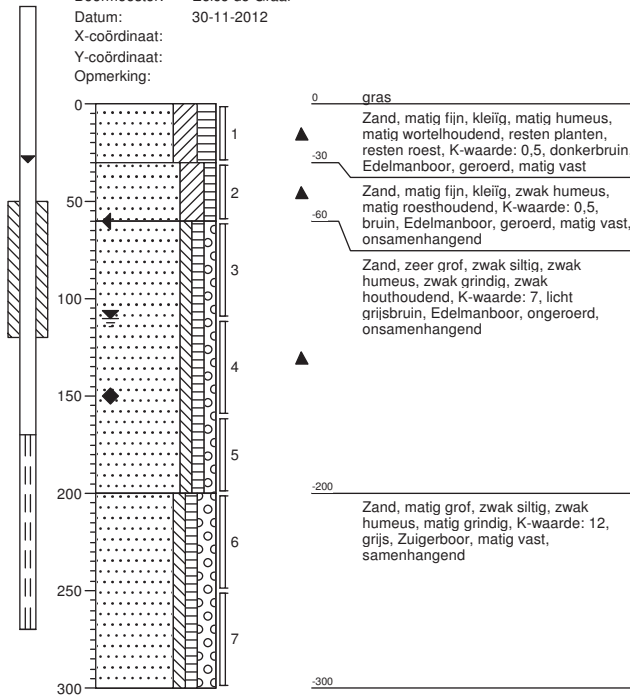 Datum: 30-11-2012
X-coördinaat:
Y-coördinaat:
Opmerking:
0
50
100
150
200
250
300
1
2
3
4
5
6
7
0 gras
Zand, matig fijn, kleiïg, matig humeus,
matig wortelhoudend, resten planten,
resten roest, K-waarde: 0,5, donkerbruin,
Edelmanboor, geroerd, matig vast
-30
Zand, matig fijn, kleiïg, zwak humeus,
matig roesthoudend, K-waarde: 0,5,
bruin, Edelmanboor, geroerd, matig vast,
onsamenhangend
-60
Zand, zeer grof, zwak siltig, zwak
humeus, zwak grindig, zwak
houthoudend, K-waarde: 7, licht
grijsbruin, Edelmanboor, ongeroerd,
onsamenhangend
-200
Zand, matig grof, zwak siltig, zwak
humeus, matig grindig, K-waarde: 12,
grijs, Zuigerboor, matig vast,
samenhangend
-300